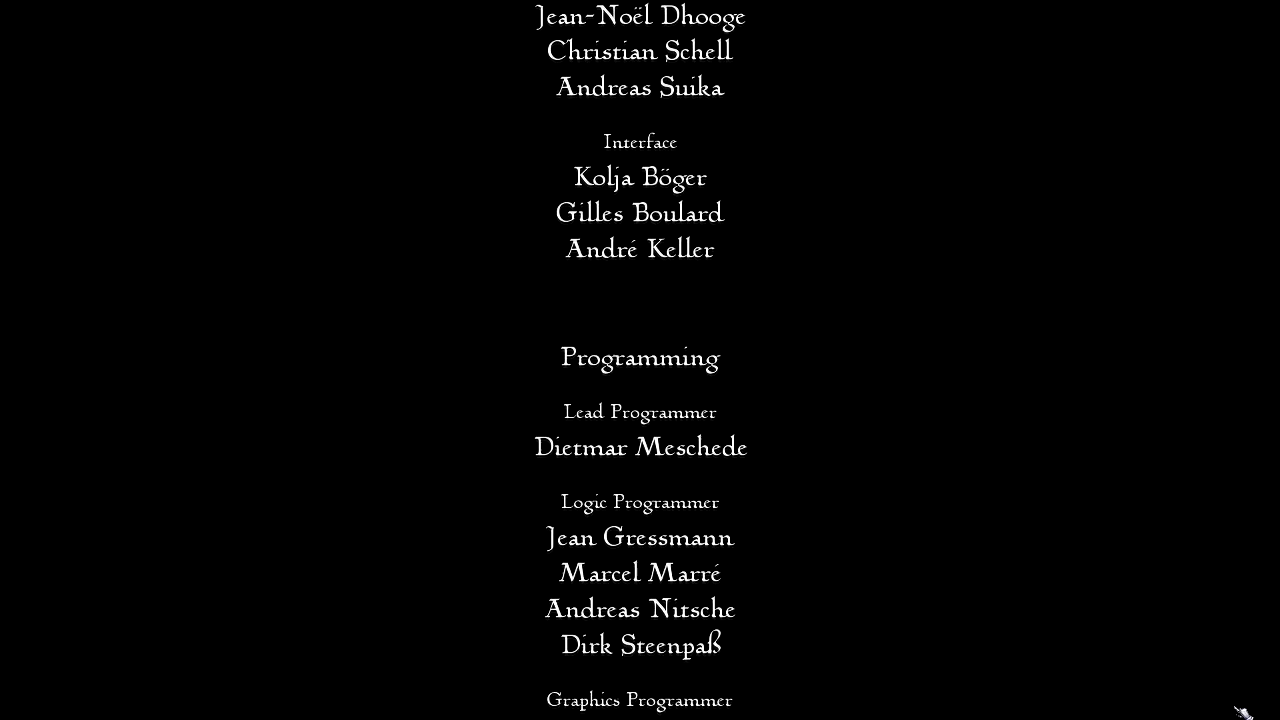 Jean-Noël Dhooge
Christian Schell
Andreas Suika
Interface
Kolja Böger
Gilles Boulard
André Keller
Programming
Lead Programmer
Dietmar Meschede
Logic Programmer
Jean Gressmann
Marcel Marré
Andreas Nitsche
Dirk Steenpaß
Graphics Programmer